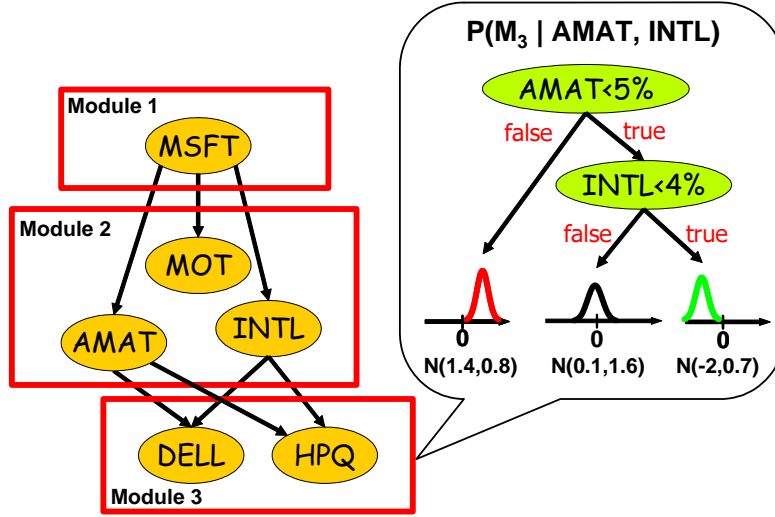 Module 1
MSFT
Module 2
MOT
AMAT
INTL
DELL
HPQ
Module 3
P(M3 | AMAT, INTL)
AMAT<5%
false
true
INTL<4%
false
true
0
0
0
N(1.4,0.8)
N(0.1,1.6)
N(-2,0.7)